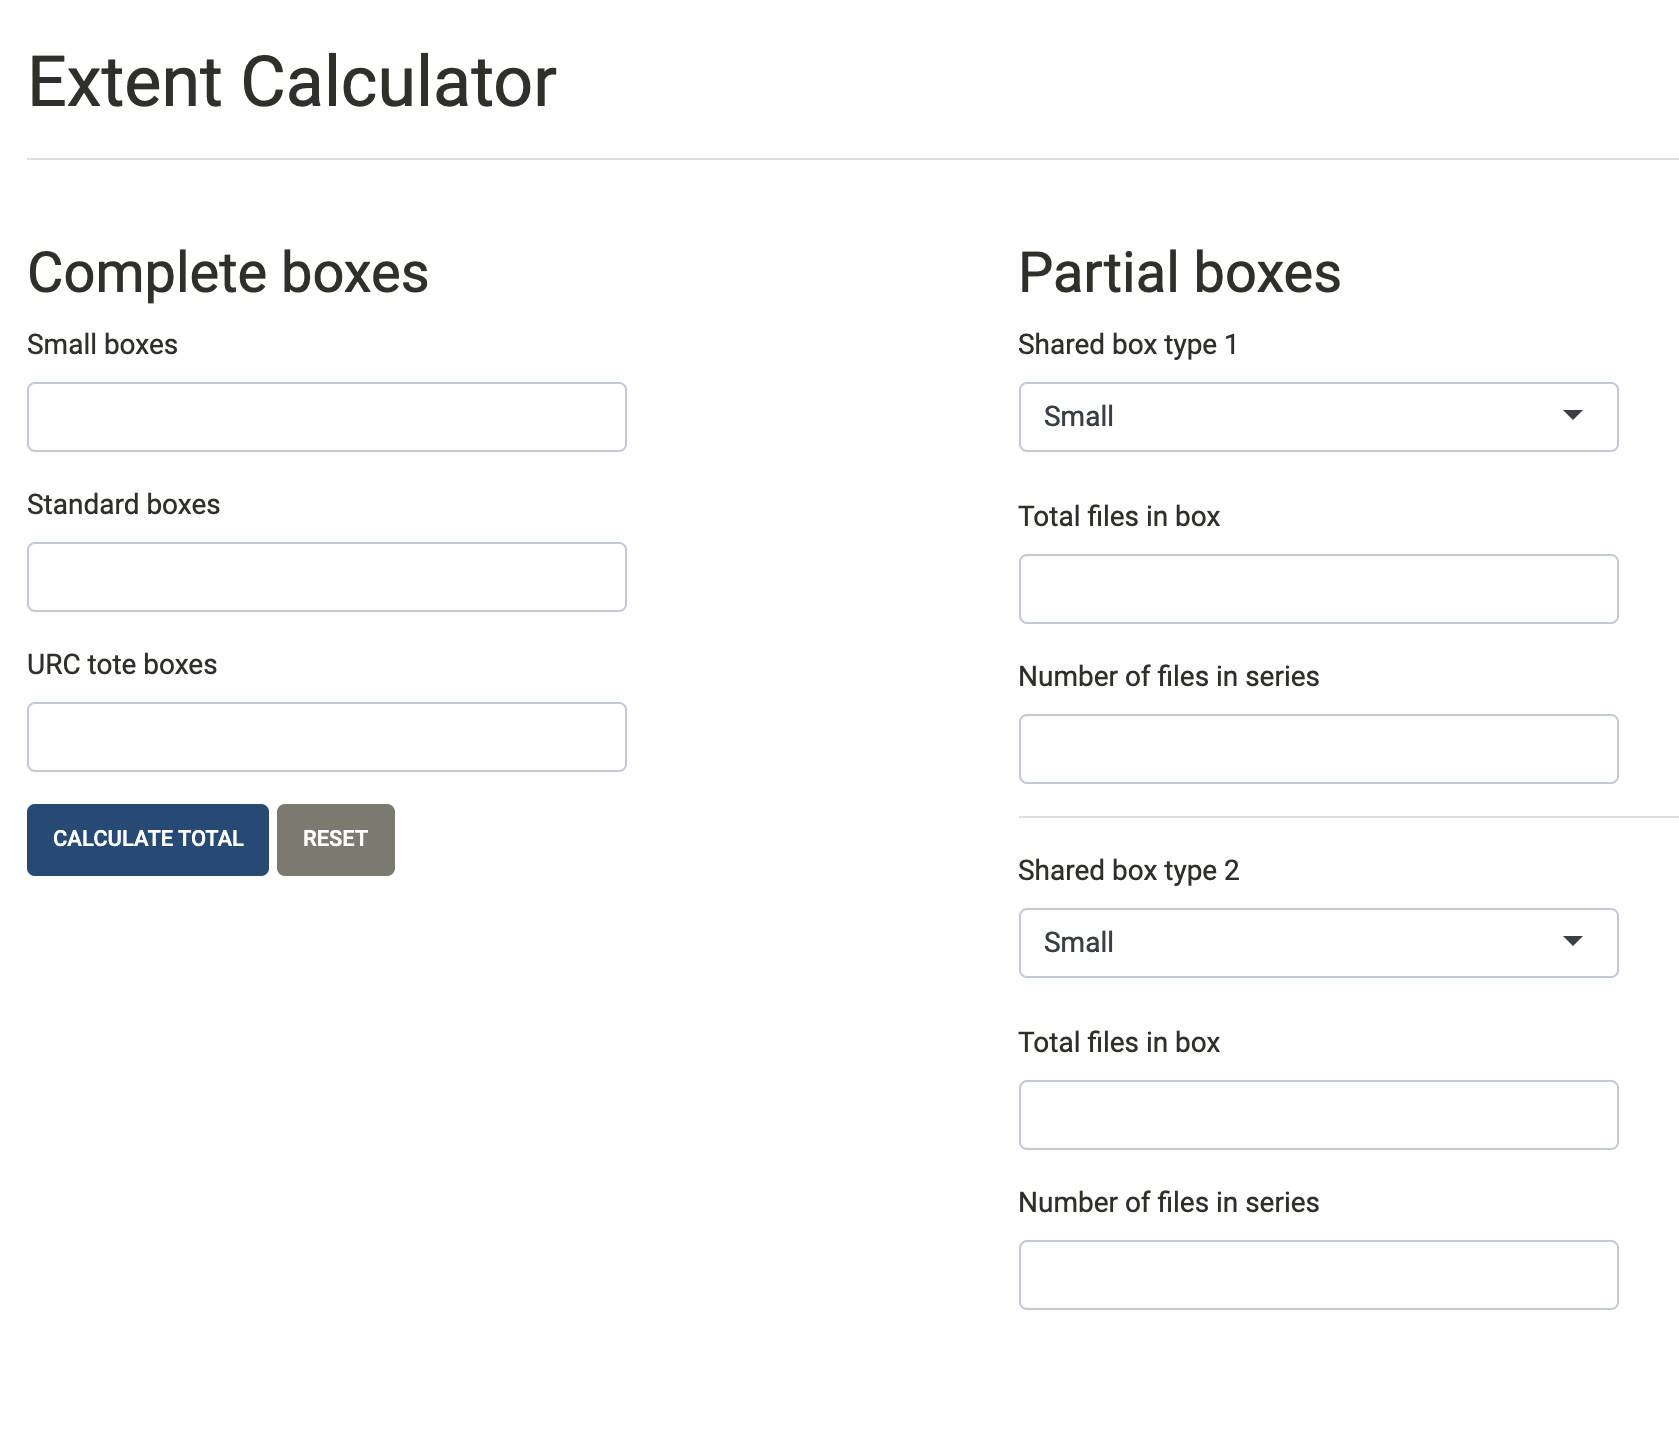 Extent Calculator
Complete boxes
Small boxes
Standard boxes
URC tote boxes
CALCULATE TOTAL
RESET
Partial boxes
Shared box type 1
Small
Total files in box
Number of files in series
Shared box type 2
Small
Total files in box
Number of files in series